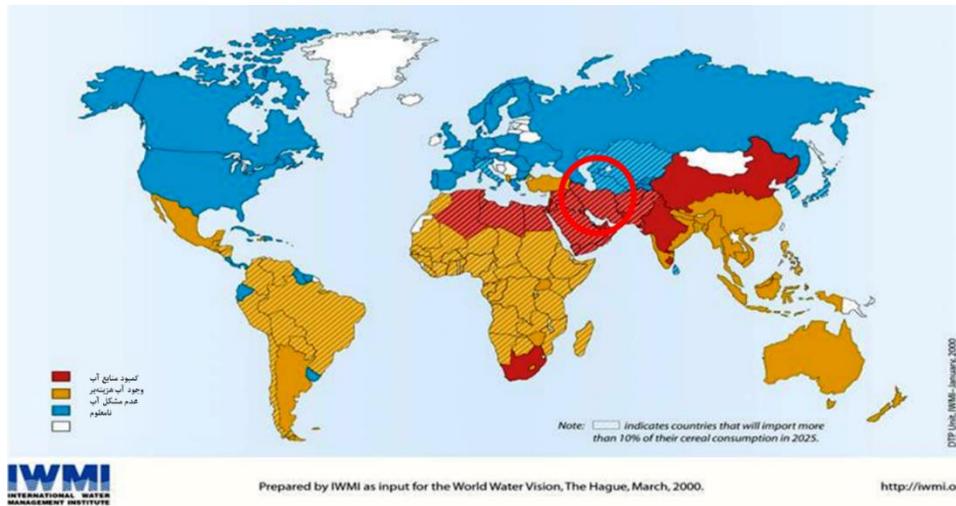 کمبود منابع آب
وجود آب هزینه‌بر
عدم مشکل آب
نامعلوم
Note: indicates countries that will import more
than 10% of their cereal consumption in 2025.
DTP Unit, IWMI-January, 2000
IWMI
INTERNATIONAL WATER
MANAGEMENT INSTITUTE
Prepared by IWMI as input for the World Water Vision, The Hague, March, 2000.
http://iwmi.o